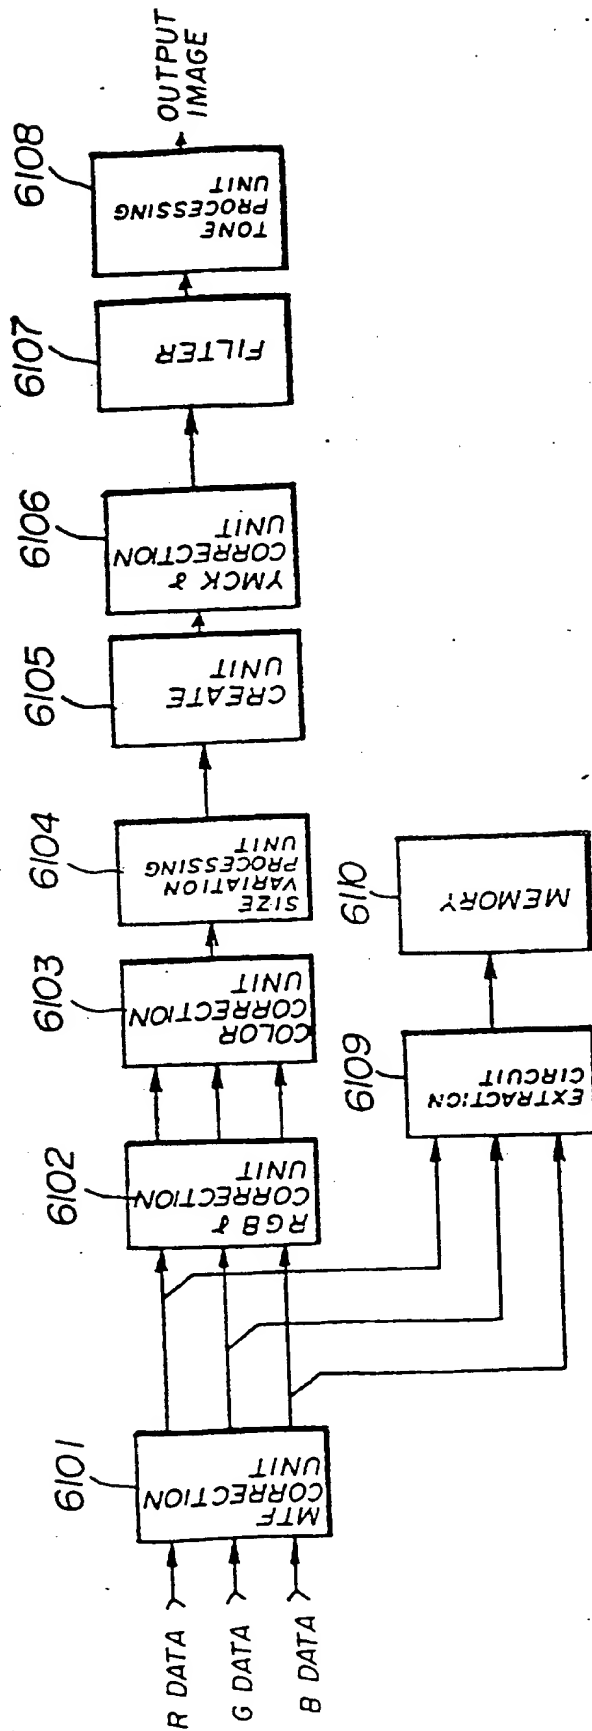 R DATA
G DATA
B DATA
6101
MTF
CORRECTION
UNIT
6102
RGB γ
CORRECTION
UNIT
6103
COLOR
CORRECTION
UNIT
6104
SIZE
VARIATION
PROCESSING
UNIT
6105
CREATE
UNIT
6106
YMCK γ
CORRECTION
UNIT
6107
FILTER
6108
TONE
PROCESSING
UNIT
OUTPUT
IMAGE
6109
EXTRACTION
CIRCUIT
6110
MEMORY